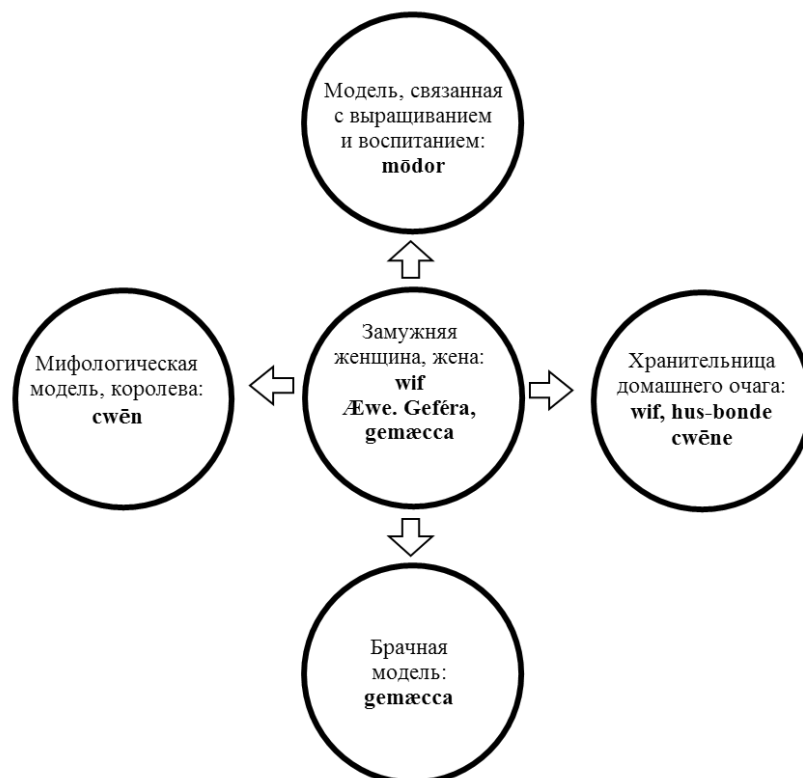 Модель, связанная
с выращиванием
и воспитанием:
mōdor
Мифологическая
модель, королева:
cwēn
Замужняя
женщина, жена:
wif
Æwe. Geféra,
gemæcca
Хранительница
домашнего очага:
wif, hus-bonde
cwēne
Брачная
модель:
gemæcca